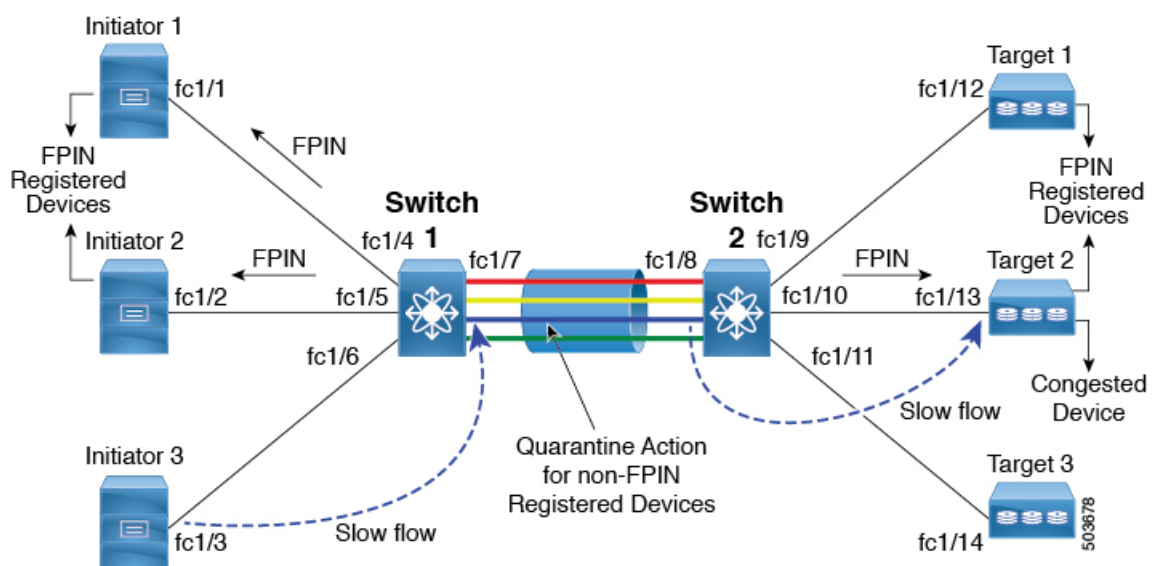 Initiator 1
fc1/1
FPIN
Registered
Devices
FPIN
Initiator 2
fc1/2
FPIN
Switch
1
fc1/4
fc1/5
fc1/6
fc1/7
Initiator 3
fc1/3
Slow flow
Quarantine Action
for non-FPIN
Registered Devices
Switch
2
fc1/8
fc1/9
fc1/10
fc1/11
FPIN
Target 1
fc1/12
FPIN
Registered
Devices
Target 2
fc1/13
Slow flow
Congested
Device
Target 3
fc1/14
503678